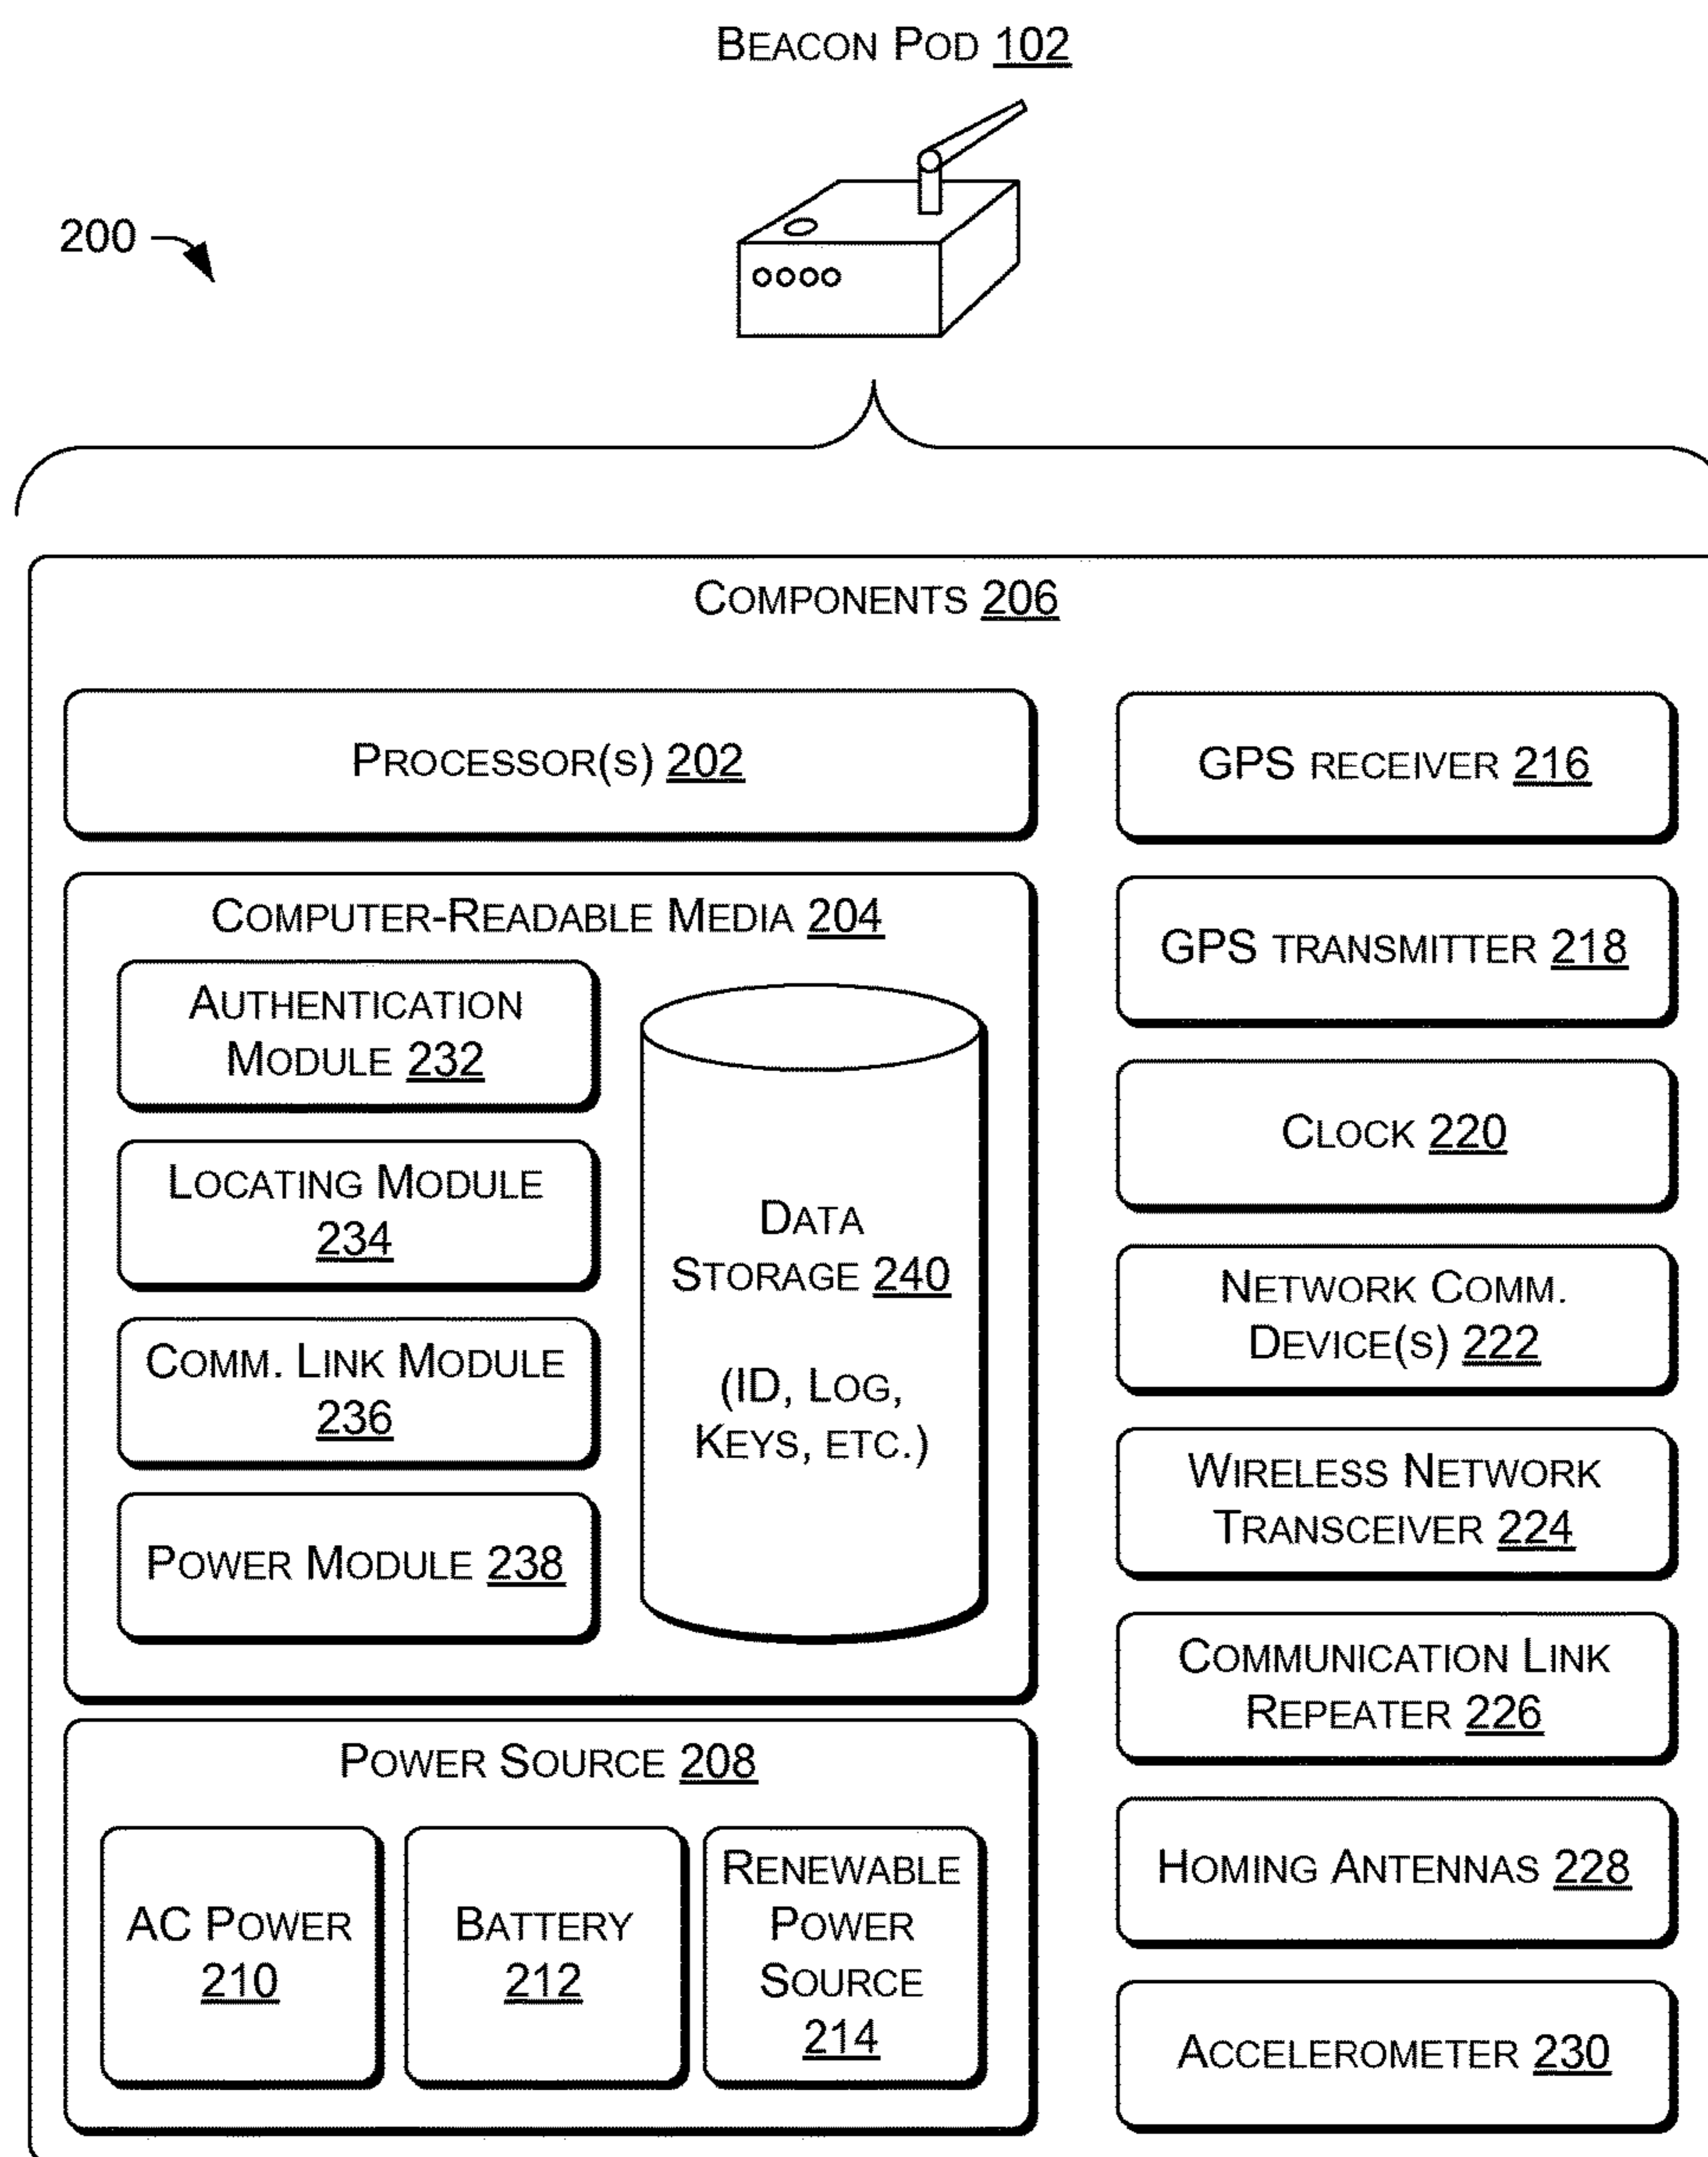 BEACON POD 102
200
COMPONENTS 206
PROCESSOR(S) 202
COMPUTER-READABLE MEDIA 204
AUTHENTICATION
MODULE 232
LOCATING MODULE
234
COMM. LINK MODULE
236
POWER MODULE 238
DATA
STORAGE 240
(ID, LOG,
KEYS, ETC.)
POWER SOURCE 208
AC POWER
210
BATTERY
212
RENEWABLE
POWER
SOURCE
214
GPS RECEIVER 216
GPS TRANSMITTER 218
CLOCK 220
NETWORK COMM.
DEVICE(S) 222
WIRELESS NETWORK
TRANSCEIVER 224
COMMUNICATION LINK
REPEATER 226
HOMING ANTENNAS 228
ACCELEROMETER 230